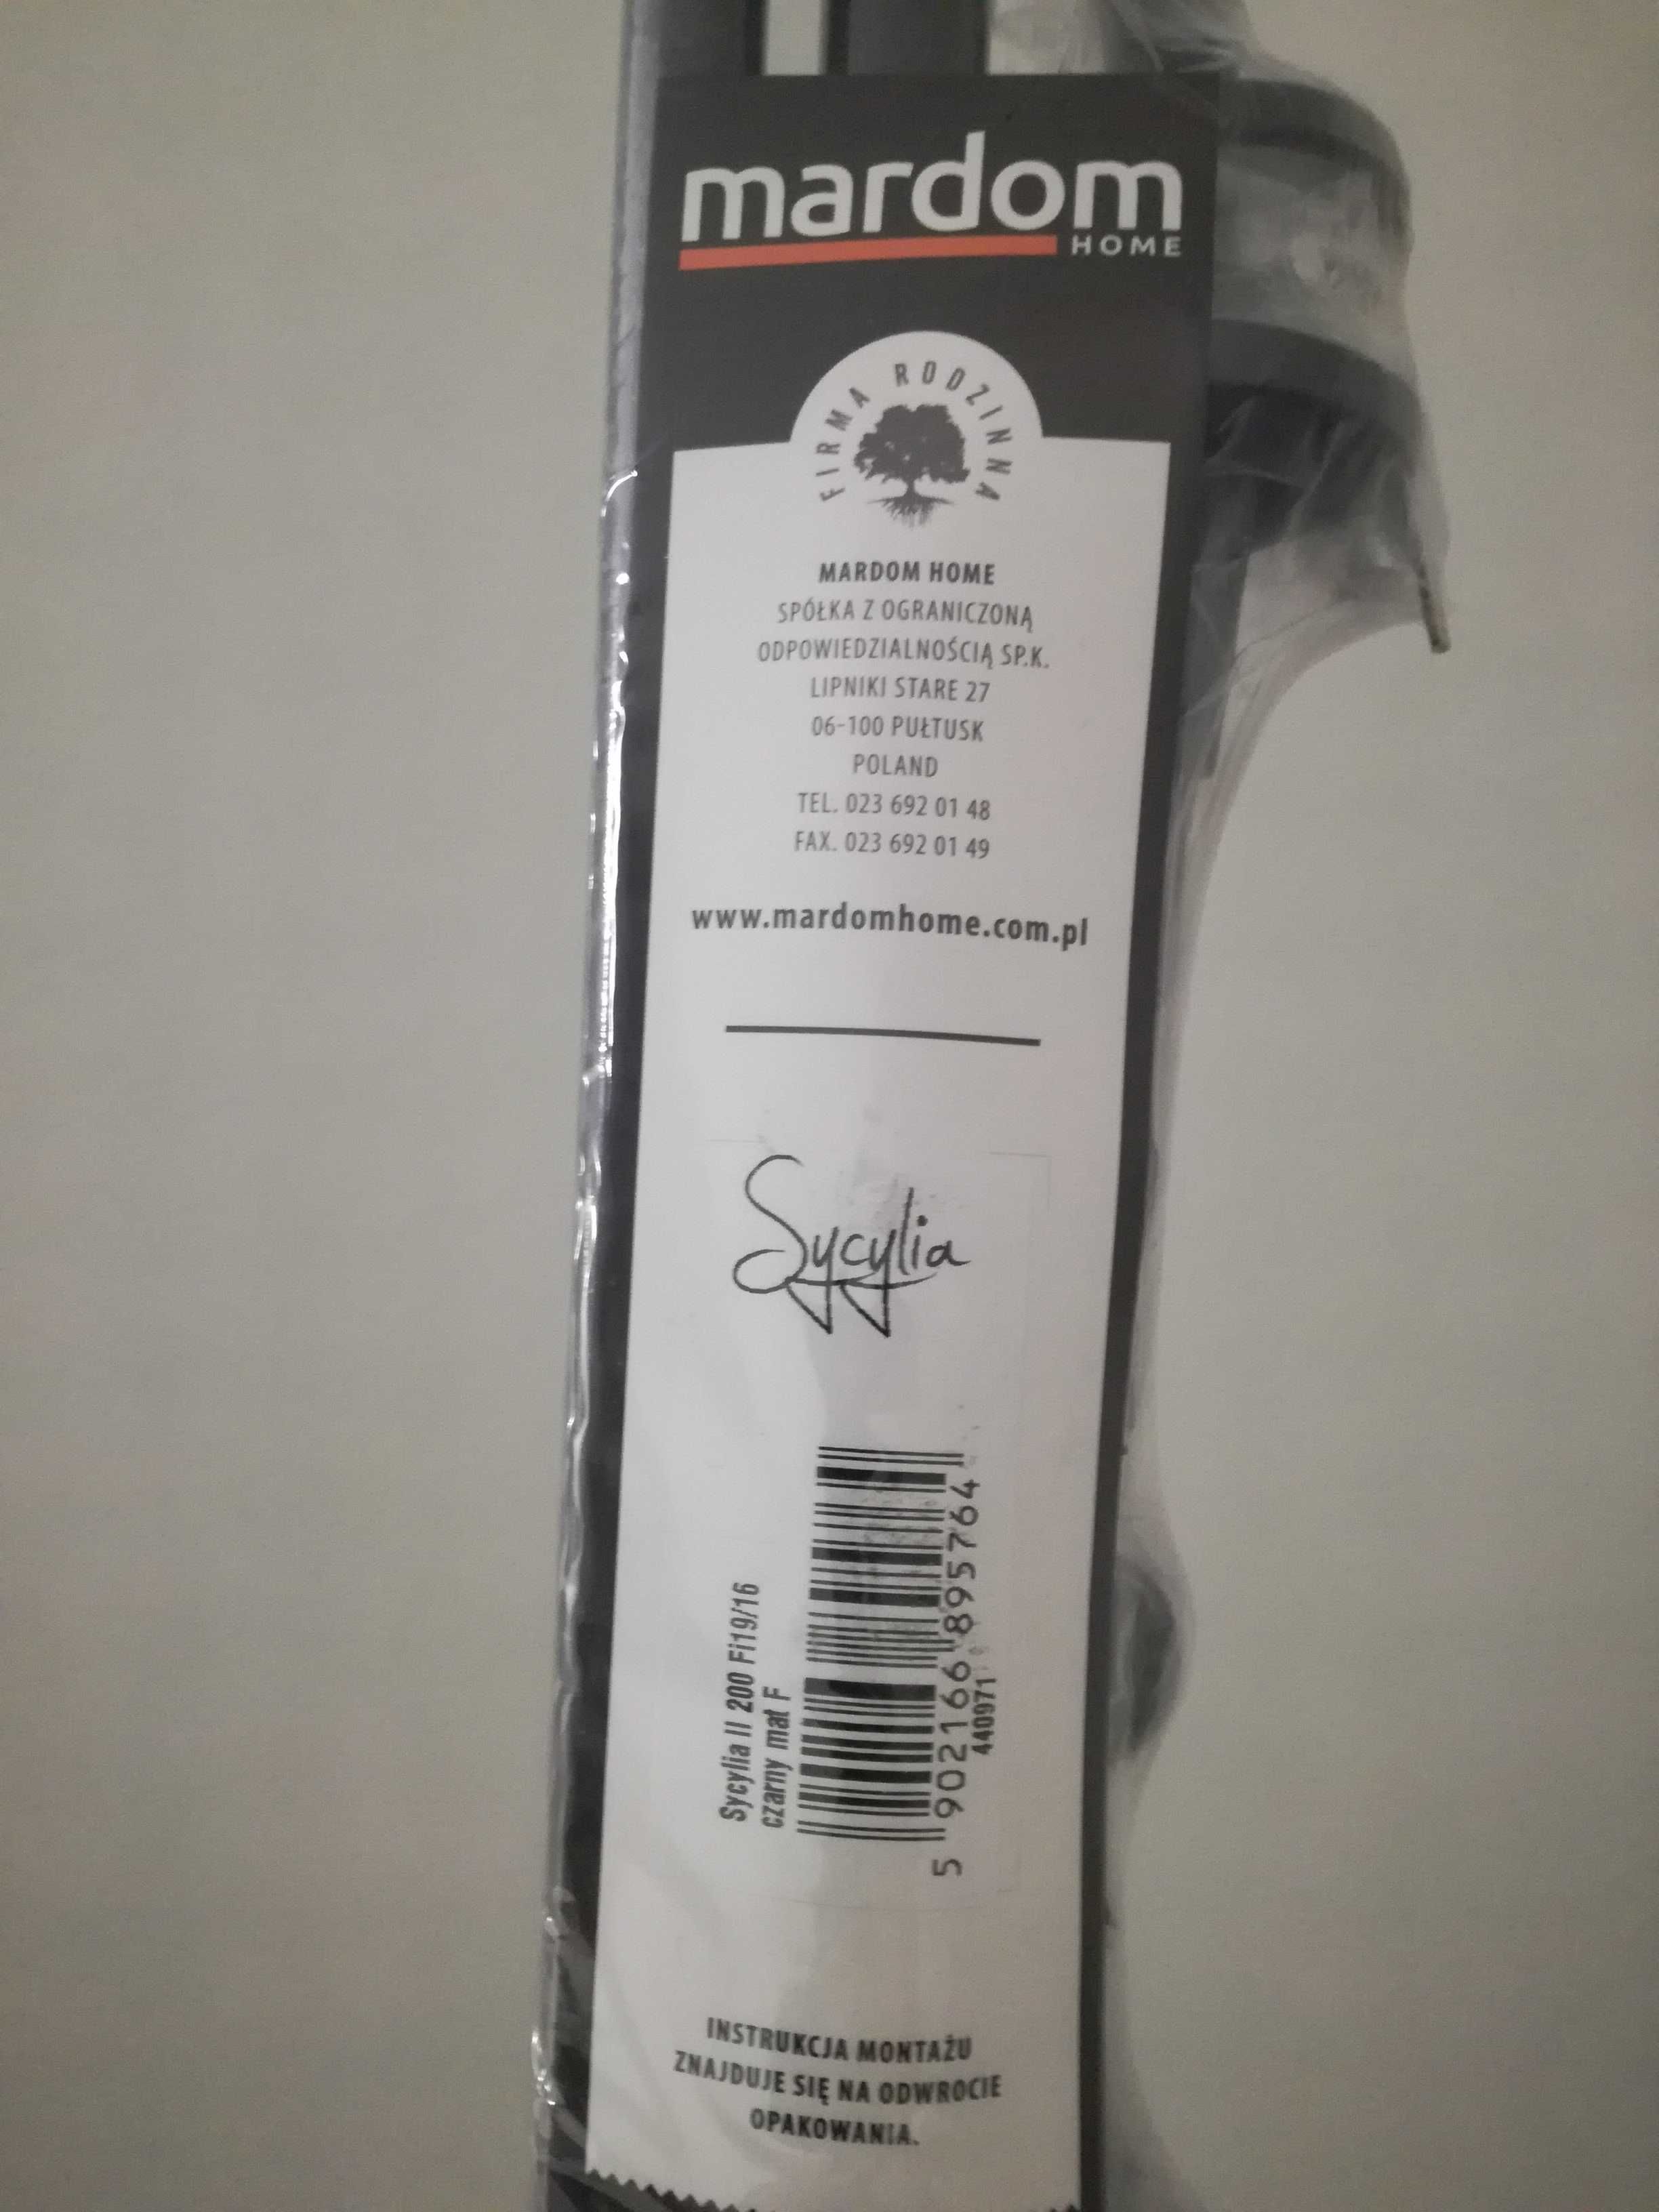 mardom
HOME
FIRMA RODZINNA
MARDOM HOME
SPÓŁKA Z OGRANICZONĄ
ODPOWIEDZIALNOŚCIĄ SP.K.
LIPNIKI STARE 27
06-100 PUŁTUSK
POLAND
TEL. 023 692 01 48
FAX. 023 692 01 49
www.mardomhome.com.pl
Sycylia
Sycylia II 200 Fi19/16
czarny mat F
5 902166 895764
440971
INSTRUKCJA MONTAŻU
ZNAJDUJE SIĘ NA ODWROCIE
OPAKOWANIA.